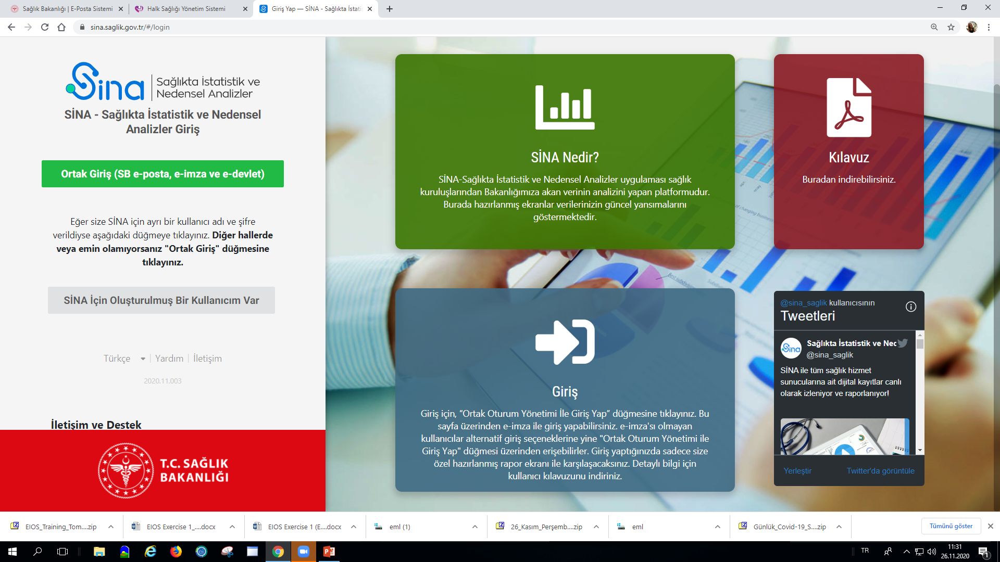 Sağlık Bakanlığı | E-Posta Sistemi
Halk Sağlığı Yönetim Sistemi
Giriş Yap — SİNA - Sağlıkta İstatis
sina.saglik.gov.tr/#/login
Sina
Sağlıkta İstatistik ve
Nedensel Analizler
SİNA - Sağlıkta İstatistik ve Nedensel
Analizler Giriş
Ortak Giriş (SB e-posta, e-imza ve e-devlet)
Eğer size SİNA için ayrı bir kullanıcı adı ve şifre
verildiyse aşağıdaki düğmeye tıklayınız. Diğer hallerde
veya emin olamıyorsanız "Ortak Giriş" düğmesine
tıklayınız.
SİNA İçin Oluşturulmuş Bir Kullanıcım Var
Türkçe
Yardım
İletişim
2020.11.003
İletişim ve Destek
T.C. SAĞLIK
BAKANLIĞI
SİNA Nedir?
SİNA-Sağlıkta İstatistik ve Nedensel Analizler uygulaması sağlık
kuruluşlarından Bakanlığımıza akan verinin analizini yapan platformudur.
Burada hazırlanmış ekranlar verilerinizin güncel yansımalarını
göstermektedir.
Kılavuz
Buradan indirebilirsiniz.
Giriş
Giriş için, “Ortak Oturum Yönetimi İle Giriş Yap” düğmesine tıklayınız. Bu
sayfa üzerinden e-imza ile giriş yapabilirsiniz. e-imza'sı olmayan
kullanıcılar alternatif giriş seçeneklerine yine "Ortak Oturum Yönetimi ile
Giriş Yap" düğmesi üzerinden erişebilirler. Giriş yaptığınızda sadece size
özel hazırlanmış rapor ekranı ile karşılaşacaksınız. Detaylı bilgi için
kullanıcı kılavuzunu indiriniz.
@sina_saglik kullanıcısının
Tweetleri
Sina
Sağlıkta İstatistik ve Ned
@sina_saglik
SİNA ile tüm sağlık hizmet
sunucularına ait dijital kayıtlar canlı
olarak izleniyor ve raporlanıyor!
Yerleştir
Twitter'da görüntüle
EIOS_Training_Tom....zip
EIOS Exercise 1_....docx
EIOS Exercise 1 (E....docx
eml (1)
26_Kasım_Perşemb....zip
eml
Günlük_Covid-19_S....zip
Tümünü göster
TR
11:31
26.11.2020
1